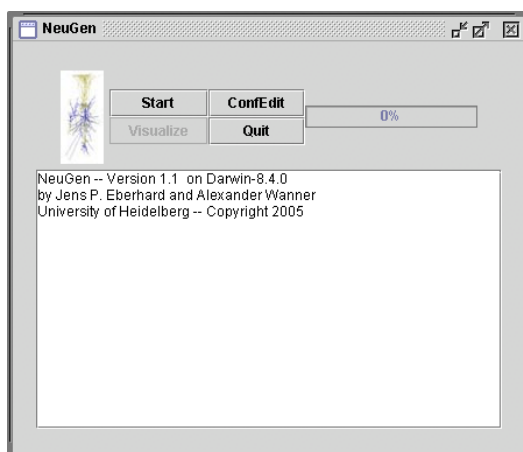 NeuGen
Start
ConfEdit
0%
Visualize
Quit
NeuGen -- Version 1.1 on Darwin-8.4.0
by Jens P. Eberhard and Alexander Wanner
University of Heidelberg -- Copyright 2005